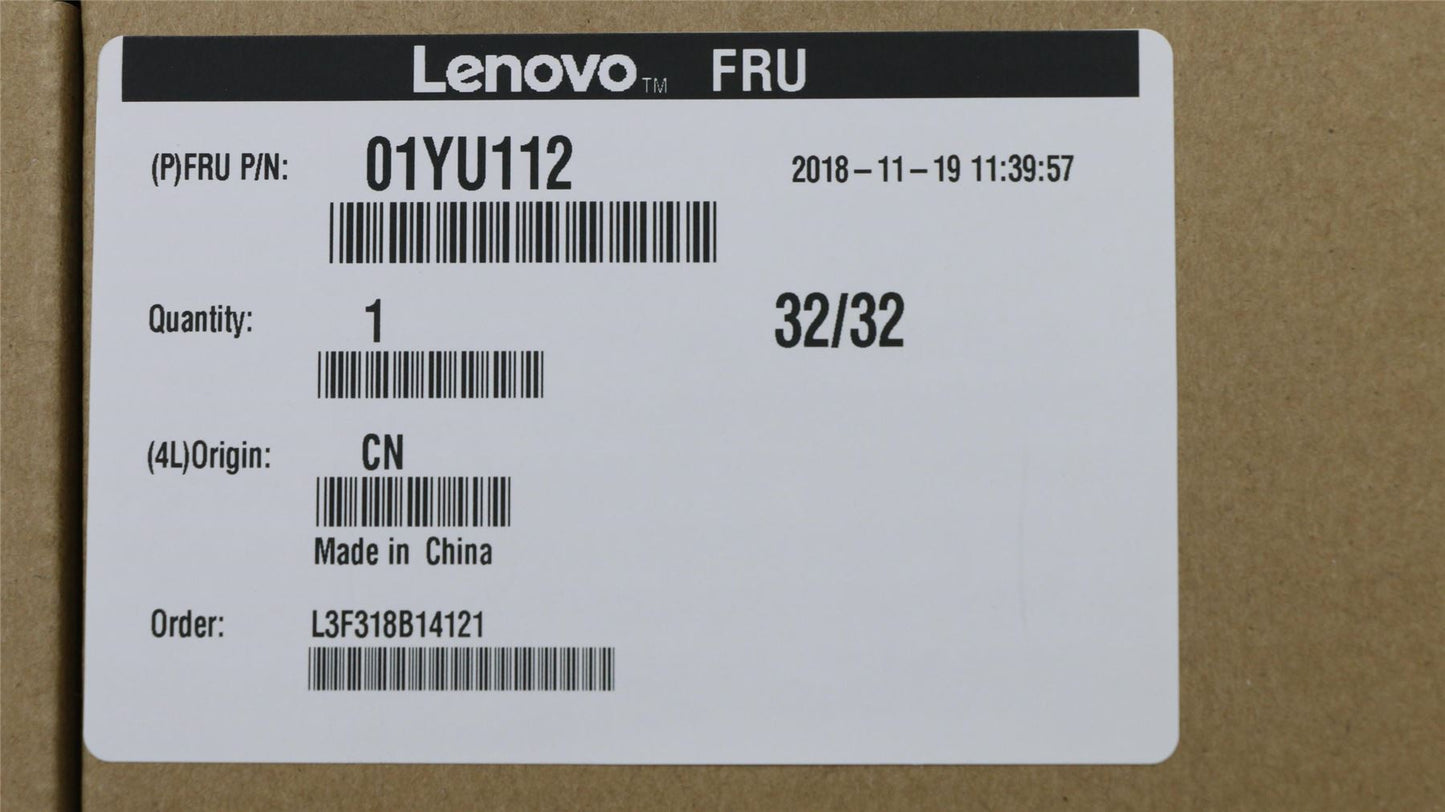 Lenovo™ FRU
(P)FRU P/N: 01YU112 2018-11-19 11:39:57
Quantity: 1 32/32
(4L)Origin: CN
Made in China
Order: L3F318B14121